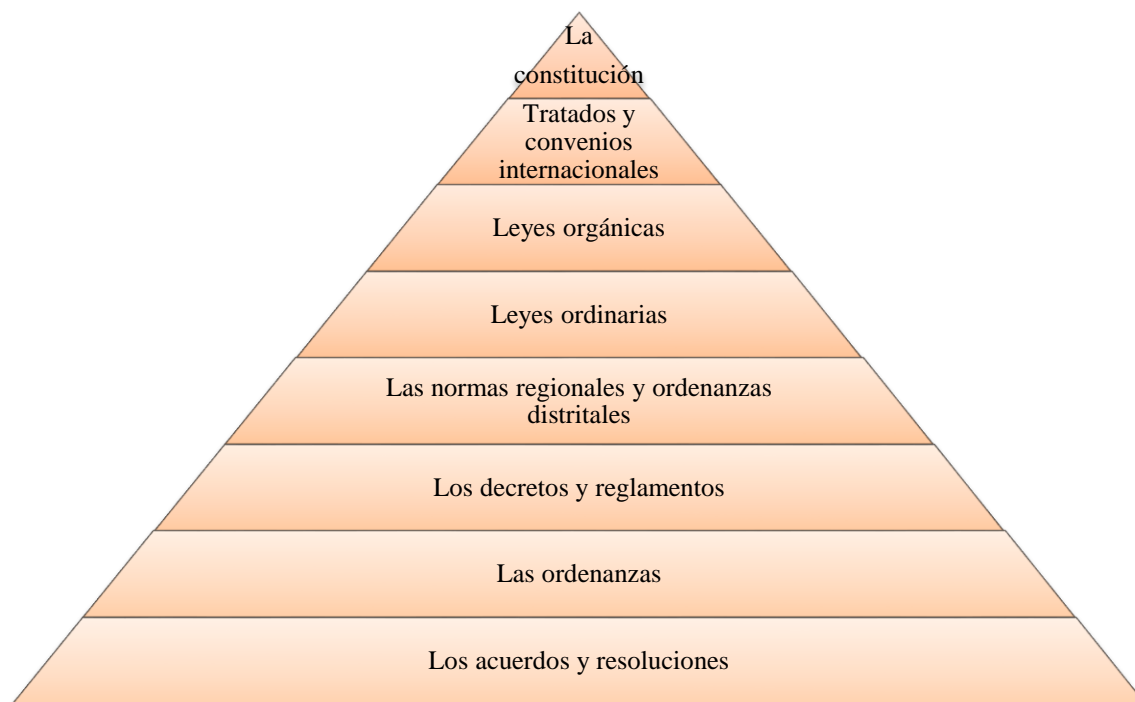 La
constitución
Tratados y
convenios
internacionales
Leyes orgánicas
Leyes ordinarias
Las normas regionales y ordenanzas
distritales
Los decretos y reglamentos
Las ordenanzas
Los acuerdos y resoluciones